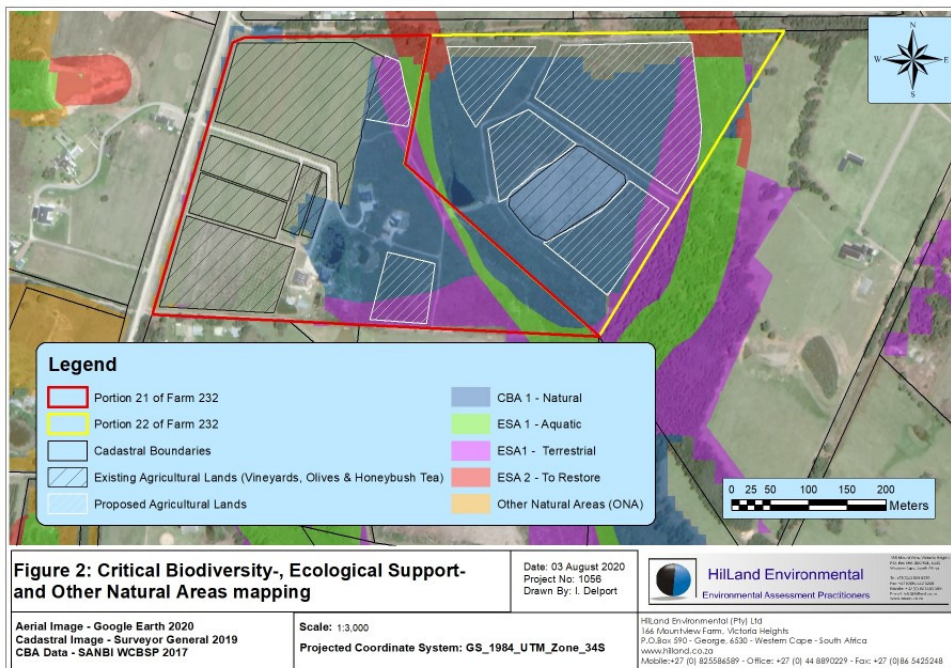 N
W
E
S
Legend
Portion 21 of Farm 232
Portion 22 of Farm 232
Cadastral Boundaries
Existing Agricultural Lands (Vineyards, Olives & Honeybush Tea)
Proposed Agricultural Lands
CBA 1 - Natural
ESA 1 - Aquatic
ESA1 - Terrestrial
ESA 2 - To Restore
Other Natural Areas (ONA)
0 25 50 100 150 200
Meters
Figure 2: Critical Biodiversity-, Ecological Support-
and Other Natural Areas mapping
Date: 03 August 2020
Project No: 1056
Drawn By: I. Delport
HilLand Environmental
Environmental Assessment Practitioners
Aerial Image - Google Earth 2020
Cadastral Image - Surveyor General 2019
CBA Data - SANBI WCBSP 2017
Scale: 1:3,000
Projected Coordinate System: GS_1984_UTM_Zone_34S
HilLand Environmental (Pty) Ltd
166 Mountview Farm, Victoria Heights
P.O.Box 590 - George, 6530 - Western Cape - South Africa
www.hilland.co.za
Mobile:+27 (0) 825586589 - Office: +27 (0) 44 8890229 - Fax: +27 (0)86 5425248